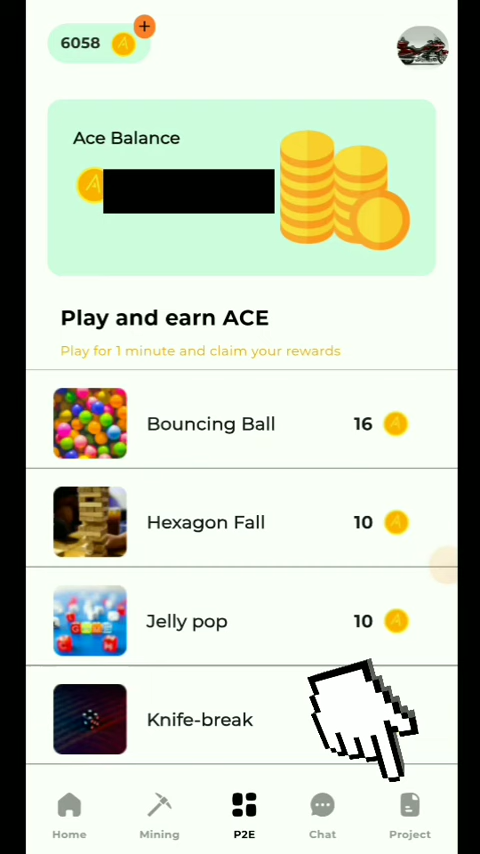 6058
Ace Balance
Play and earn ACE
Play for 1 minute and claim your rewards
Bouncing Ball 16
Hexagon Fall 10
Jelly pop 10
Knife-break
Home Mining P2E Chat Project